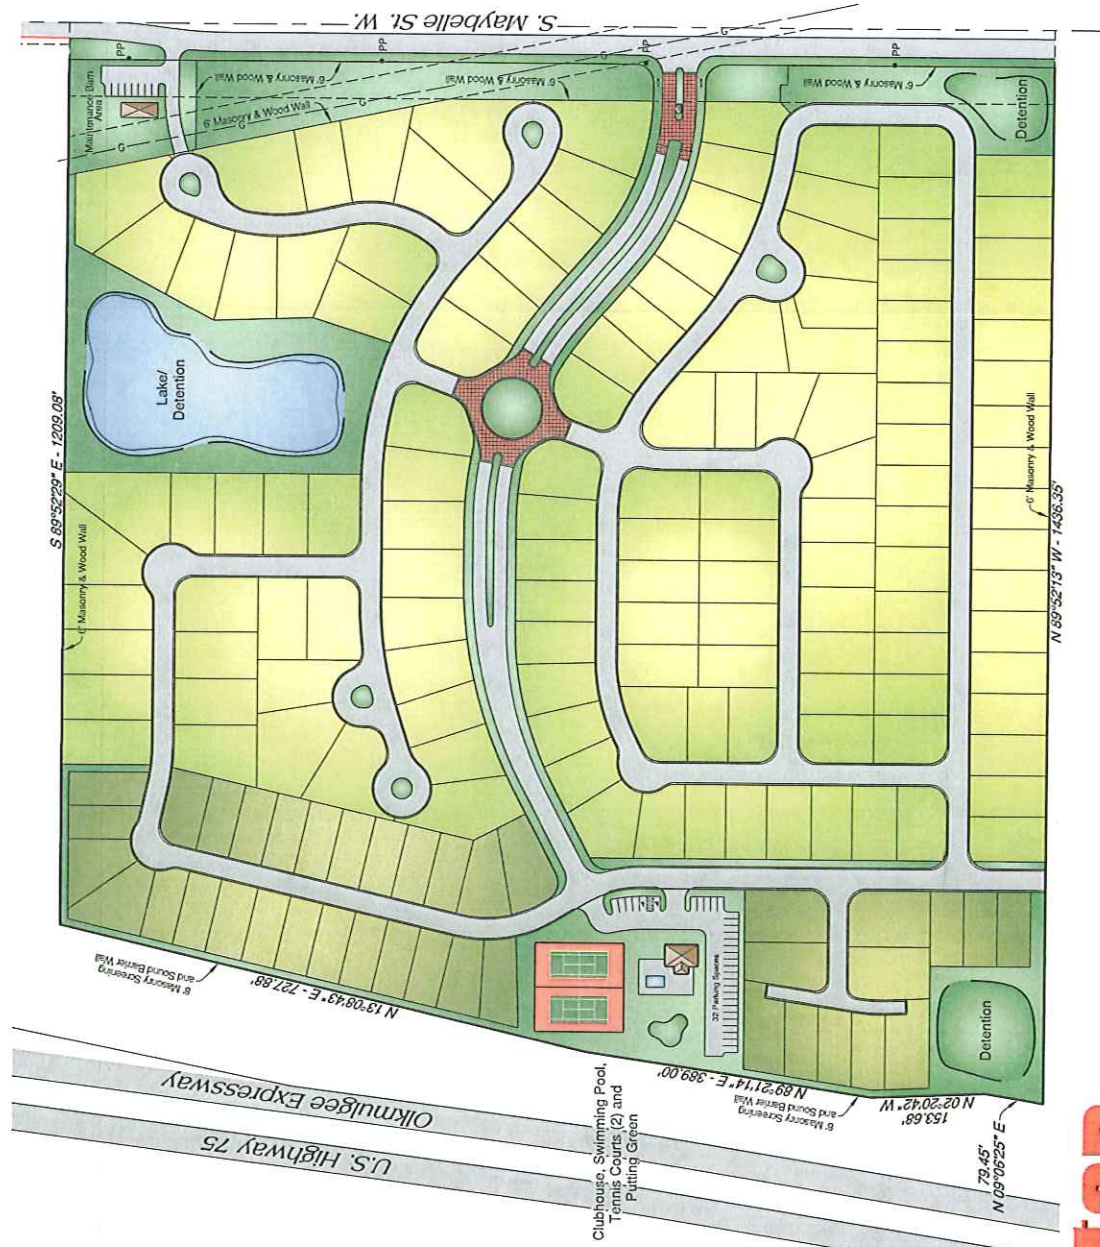 S. Maybelle St. W.
PP
PP
PP
PP
G
G
G
G
G
Maintenance Barn
Area
6' Masonry & Wood Wall
6' Masonry & Wood Wall
6' Masonry & Wood Wall
6' Masonry & Wood Wall
6' Masonry & Wood Wall
Detention
Lake/
Detention
S 89°52'29" E - 1209.08'
6' Masonry & Wood Wall
6' Masonry & Wood Wall
N 89°52'13" W - 1436.35'
8' Masonry Screening
and Sound Barrier Wall
N 13°08'43" E - 727.88'
32 Parking Spaces
Clubhouse, Swimming Pool,
Tennis Courts (2) and
Putting Green
N 89°21'14" E - 389.00'
8' Masonry Screening
and Sound Barrier Wall
Detention
N 02°20'42" W
153.68'
79.45'
N 09°06'25" E
Olkmulgee Expressway
U.S. Highway 75